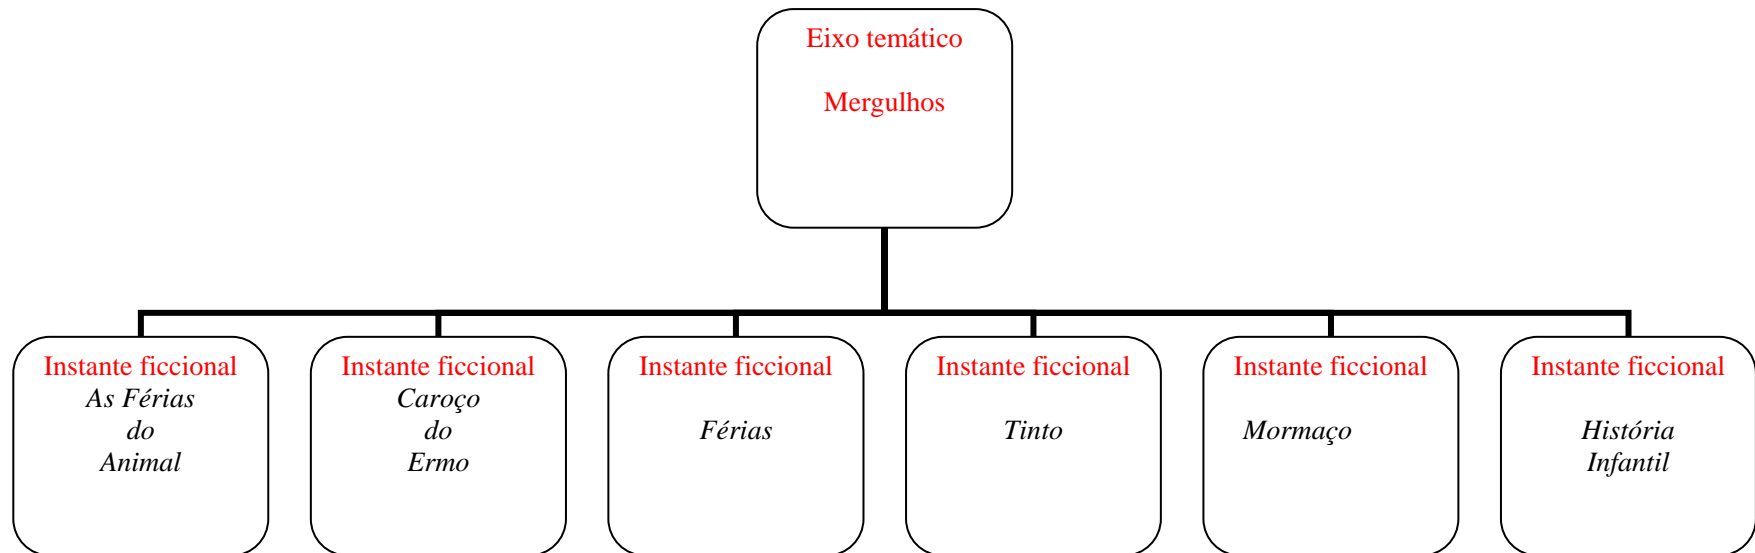 Eixo temático
Mergulhos
Instante ficcional
As Férias
do
Animal
Instante ficcional
Caroço
do
Ermo
Instante ficcional
Férias
Instante ficcional
Tinto
Instante ficcional
Mormaço
Instante ficcional
História
Infantil